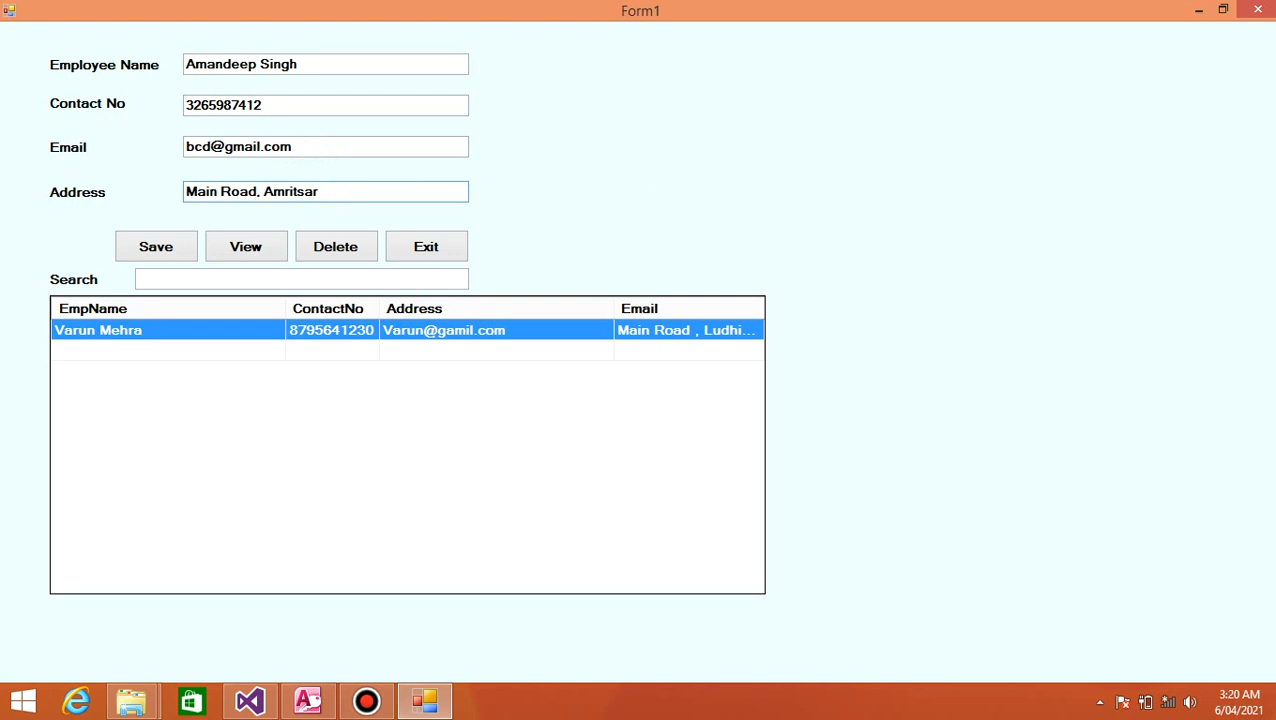 Form1
Employee Name Amandeep Singh
Contact No 3265987412
Email bcd@gmail.com
Address Main Road, Amritsar
Save View Delete Exit
Search
EmpName ContactNo Address Email
Varun Mehra 8795641230 Varun@gamil.com Main Road , Ludhi...
3:20 AM
6/04/2021